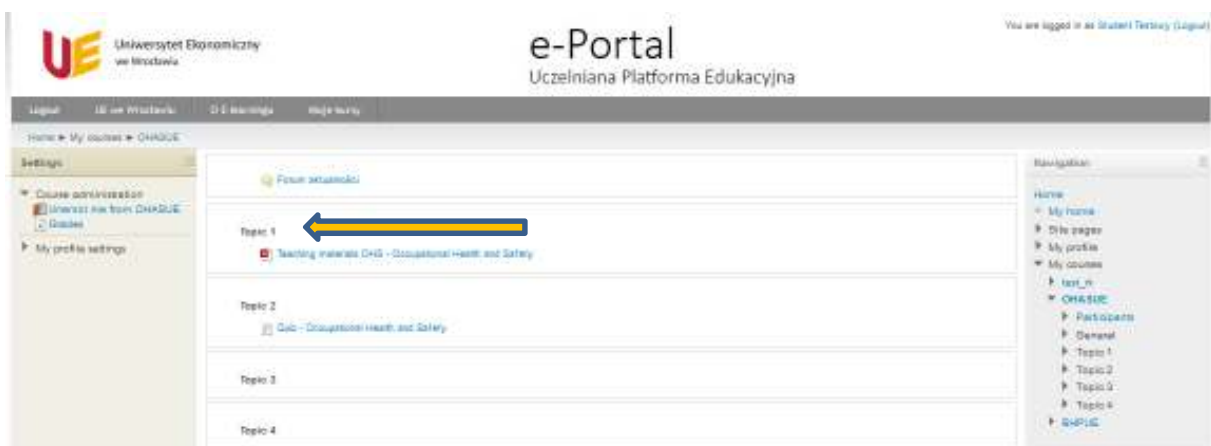 UE Uniwersytet Ekonomiczny
we Wrocławiu
e-Portal
Uczelniana Platforma Edukacyjna
You are logged in as Student Testowy (Logout)
Logout UE we Wrocławiu O E-learningu Moje kursy
Home ► My courses ► OHASUE
Settings
Course administration
Unenrol me from OHASUE
Grades
My profile settings
Forum aktualności
Topic 1
Teaching materials OHS - Occupational Health and Safety
Topic 2
Quiz - Occupational Health and Safety
Topic 3
Topic 4
Navigation
Home
My home
Site pages
My profile
My courses
test_m
OHASUE
Participants
General
Topic 1
Topic 2
Topic 3
Topic 4
BHPUE